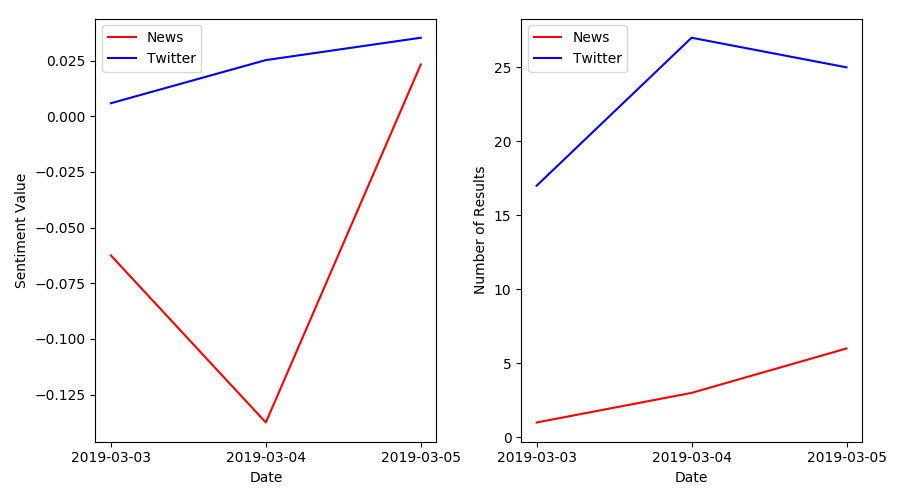 News
Twitter
0.025
0.000
−0.025
−0.050
−0.075
−0.100
−0.125
Sentiment Value
2019-03-03 2019-03-04 2019-03-05
Date
News
Twitter
25
20
15
10
5
0
Number of Results
2019-03-03 2019-03-04 2019-03-05
Date